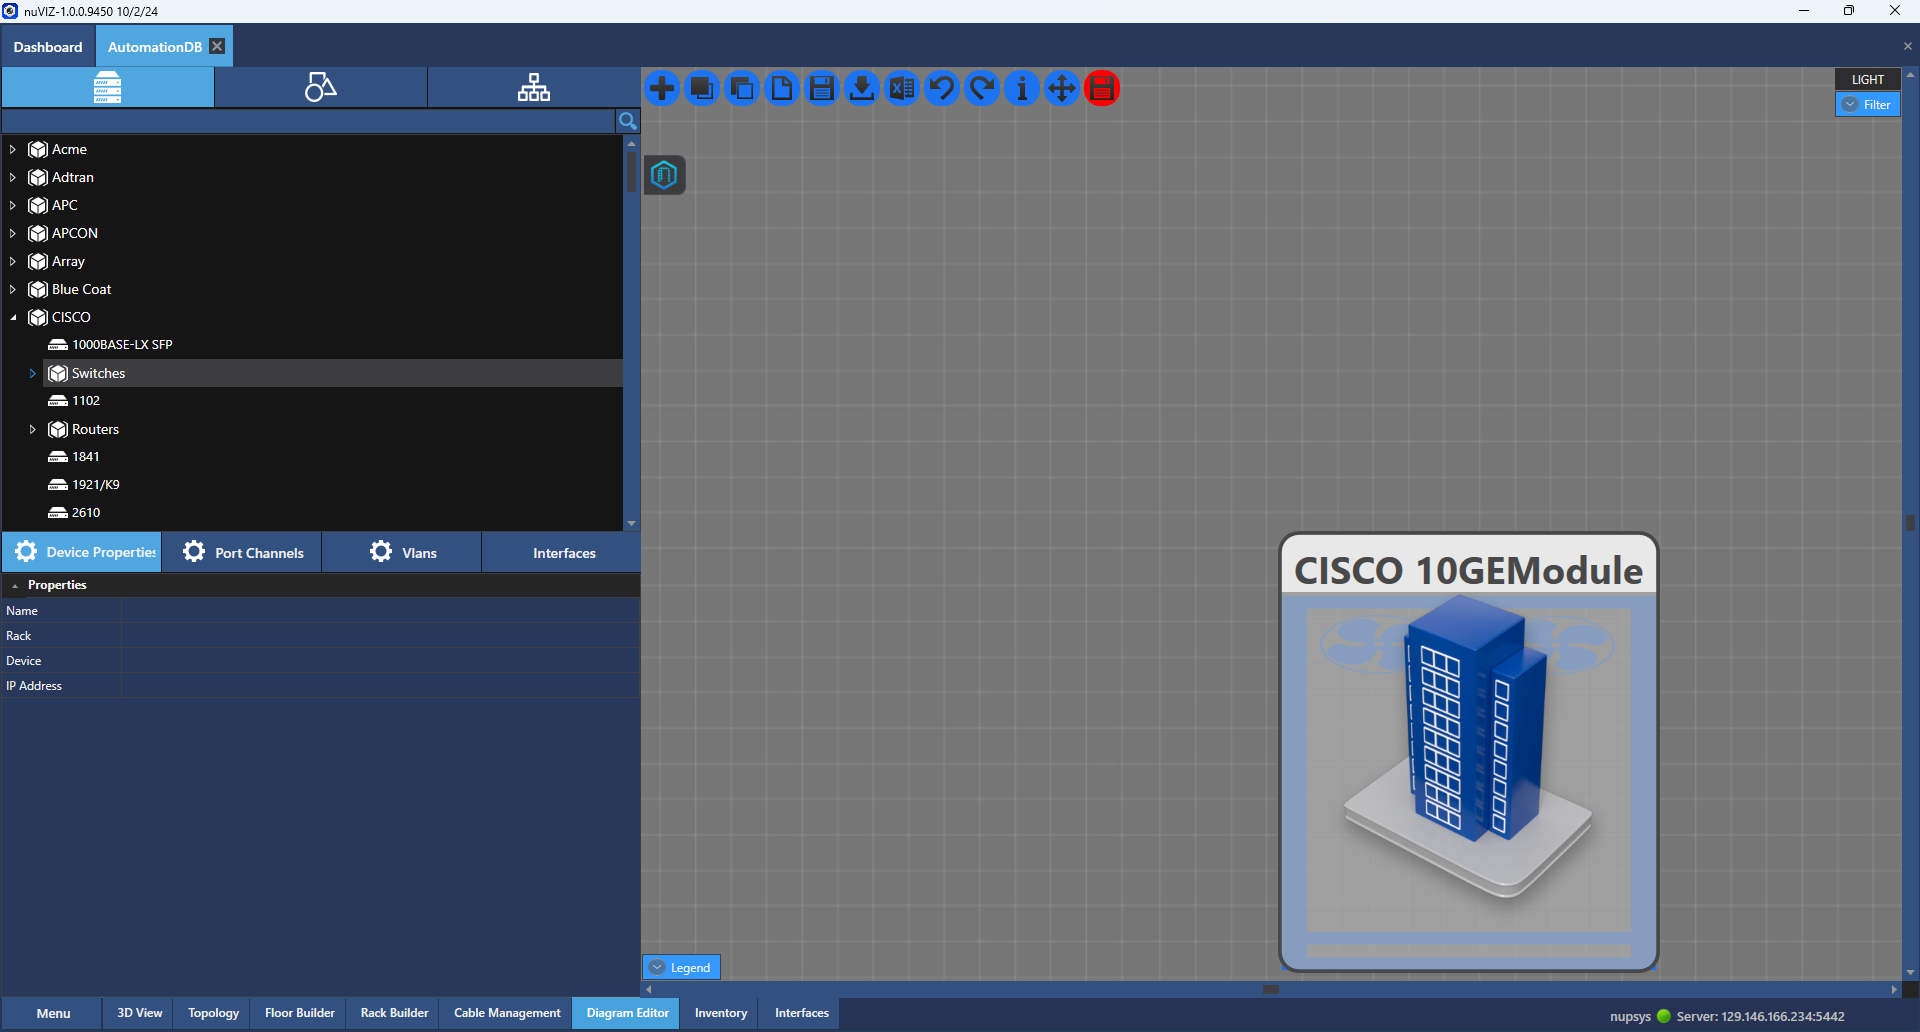 nuVIZ-1.0.0.9450 10/2/24
Dashboard
AutomationDB
LIGHT
Filter
Acme
Adtran
APC
APCON
Array
Blue Coat
CISCO
1000BASE-LX SFP
Switches
1102
Routers
1841
1921/K9
2610
Device Properties
Port Channels
Vlans
Interfaces
Properties
Name
Rack
Device
IP Address
CISCO 10GEModule
Legend
Menu
3D View
Topology
Floor Builder
Rack Builder
Cable Management
Diagram Editor
Inventory
Interfaces
nupsys
Server: 129.146.166.234:5442